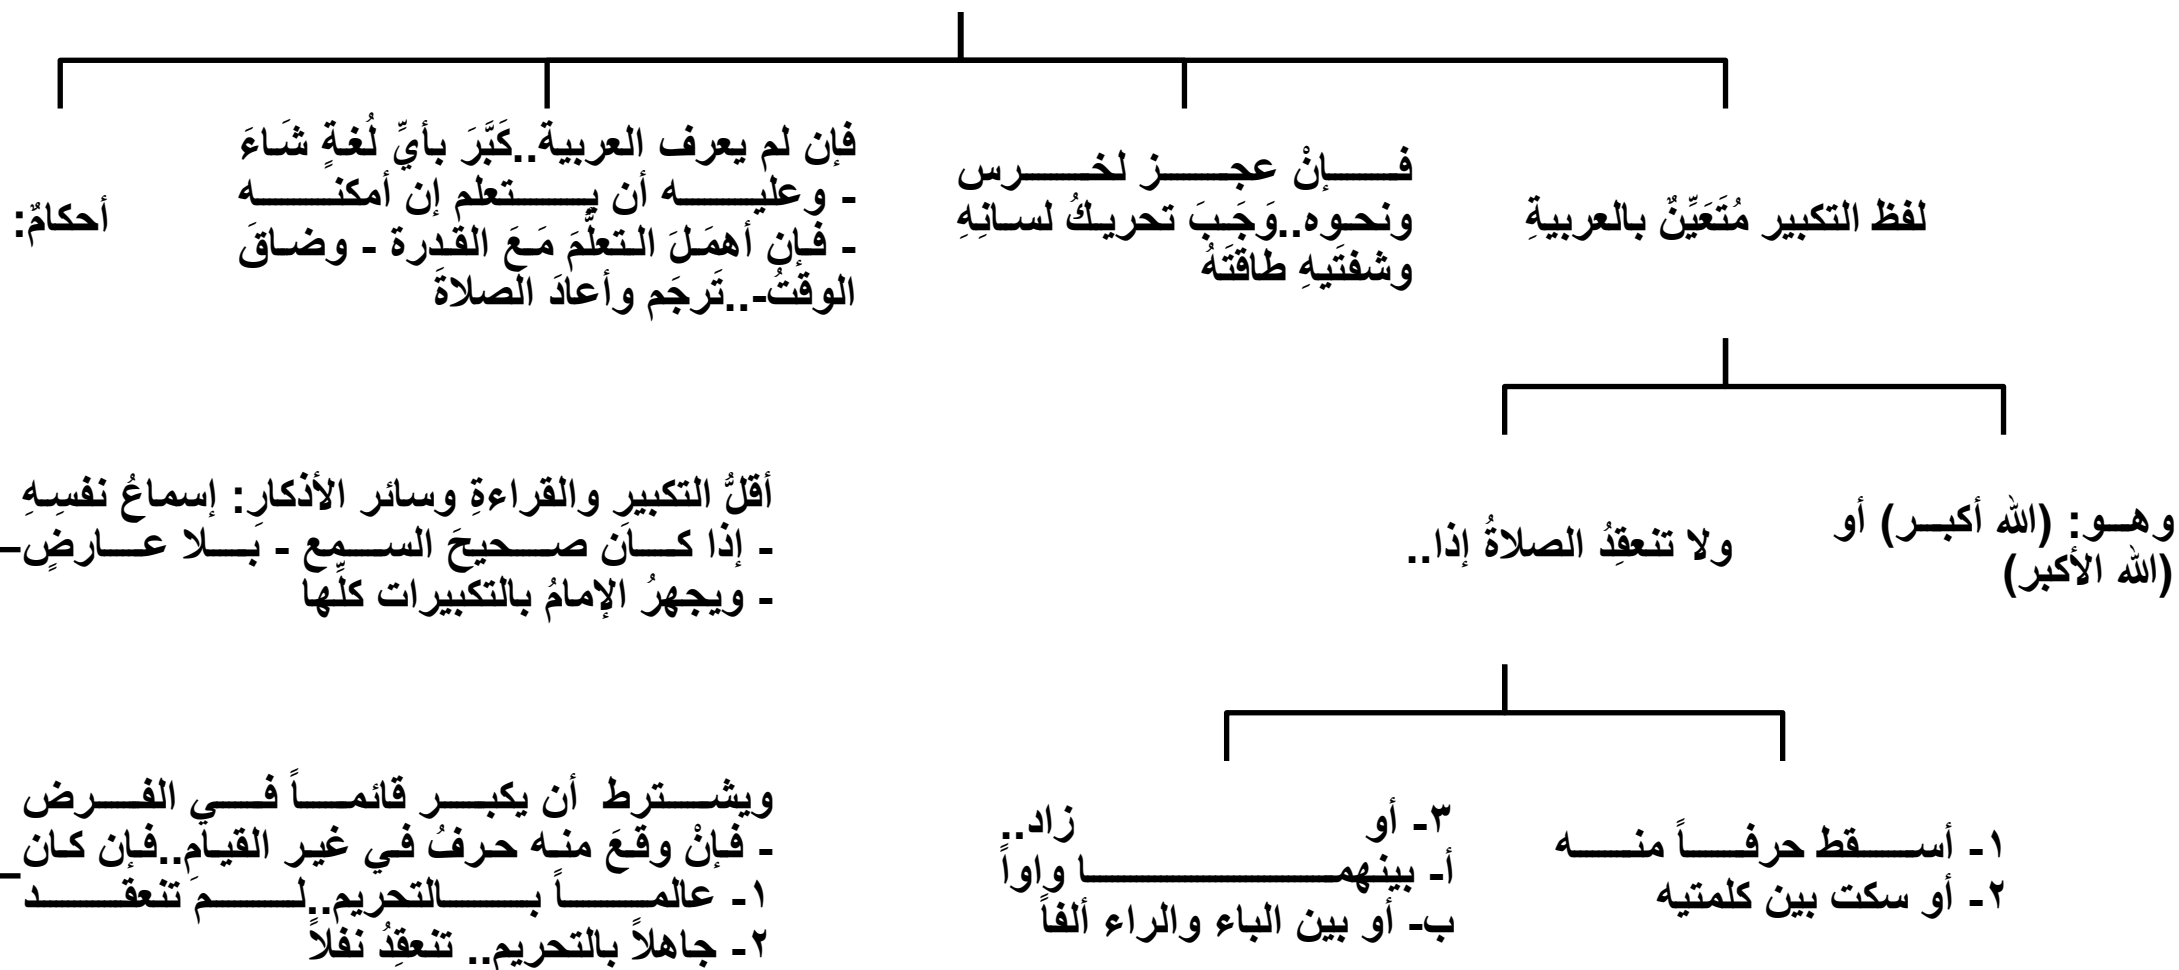 لفظ التكبير مُتَعَيِّنٌ بالعربيةِ
فإنْ عجز لخرس
ونحوه..وَجَبَ تحريكُ لسانِهِ
وشفتَيهِ طاقَتَهُ
فإن لم يعرف العربية..كَبَّرَ بأيِّ لُغةٍ شَاءَ
- وعليه أن يتعلم إن أمكنه
- فإن أهمَلَ التعلُّمَ مَعَ القدرة - وضاقَ
الوقتُ-..تَرجَم وأعادَ الصلاةَ
أحكامٌ:
وهو: (الله أكبر) أو
(الله الأكبر)
ولا تنعقِدُ الصلاةُ إذا..
أقلُّ التكبيرِ والقراءةِ وسائر الأذكارِ: إسماعُ نفسِهِ
- إذا كان صحيحَ السمع - بَلا عارضٍ
- ويجهرُ الإمامُ بالتكبيرات كلِّها
١- أسقط حرفاً منه
٢- أو سكت بين كلمتيه
٣- أو زاد..
أ- بينهما واواً
ب- أو بين الباء والراء ألفاً
ويشترط أن يكبر قائماً في الفرض
- فإنْ وقعَ منه حرفُ في غير القيام..فإن كان
١- عالماً بالتحريم..لمَ تنعقد
٢- جاهلاً بالتحريم.. تنعقِدُ نفلاً